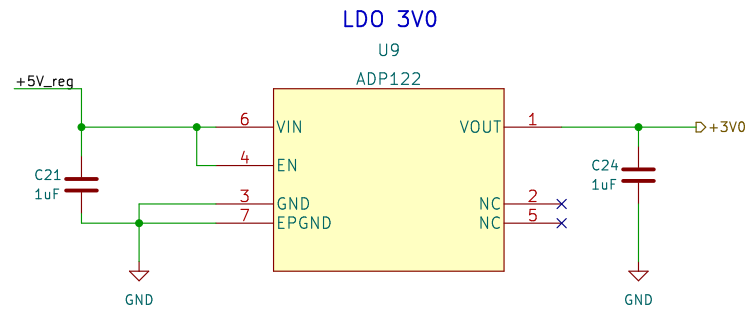 LDO 3V0
U9
ADP122
+5V_reg
6 VIN VOUT 1 +3V0
4 EN
C21
1uF
C24
1uF
3 GND NC 2
7 EPGND NC 5
GND GND